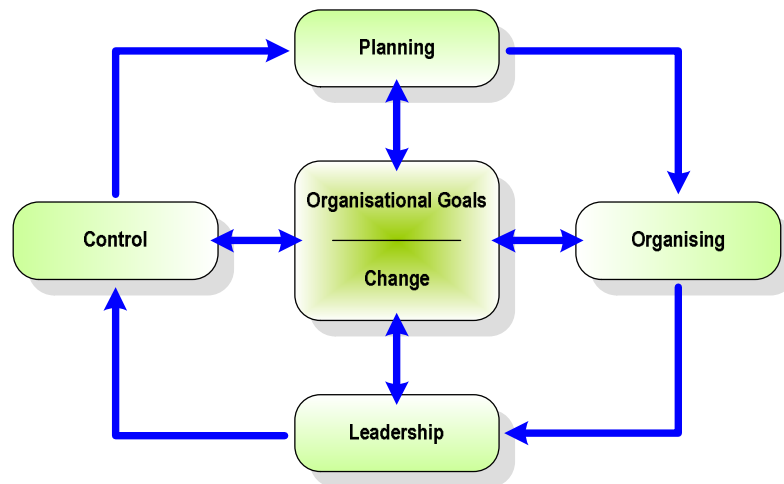 Planning
Organisational Goals
Control
Organising
Change
Leadership